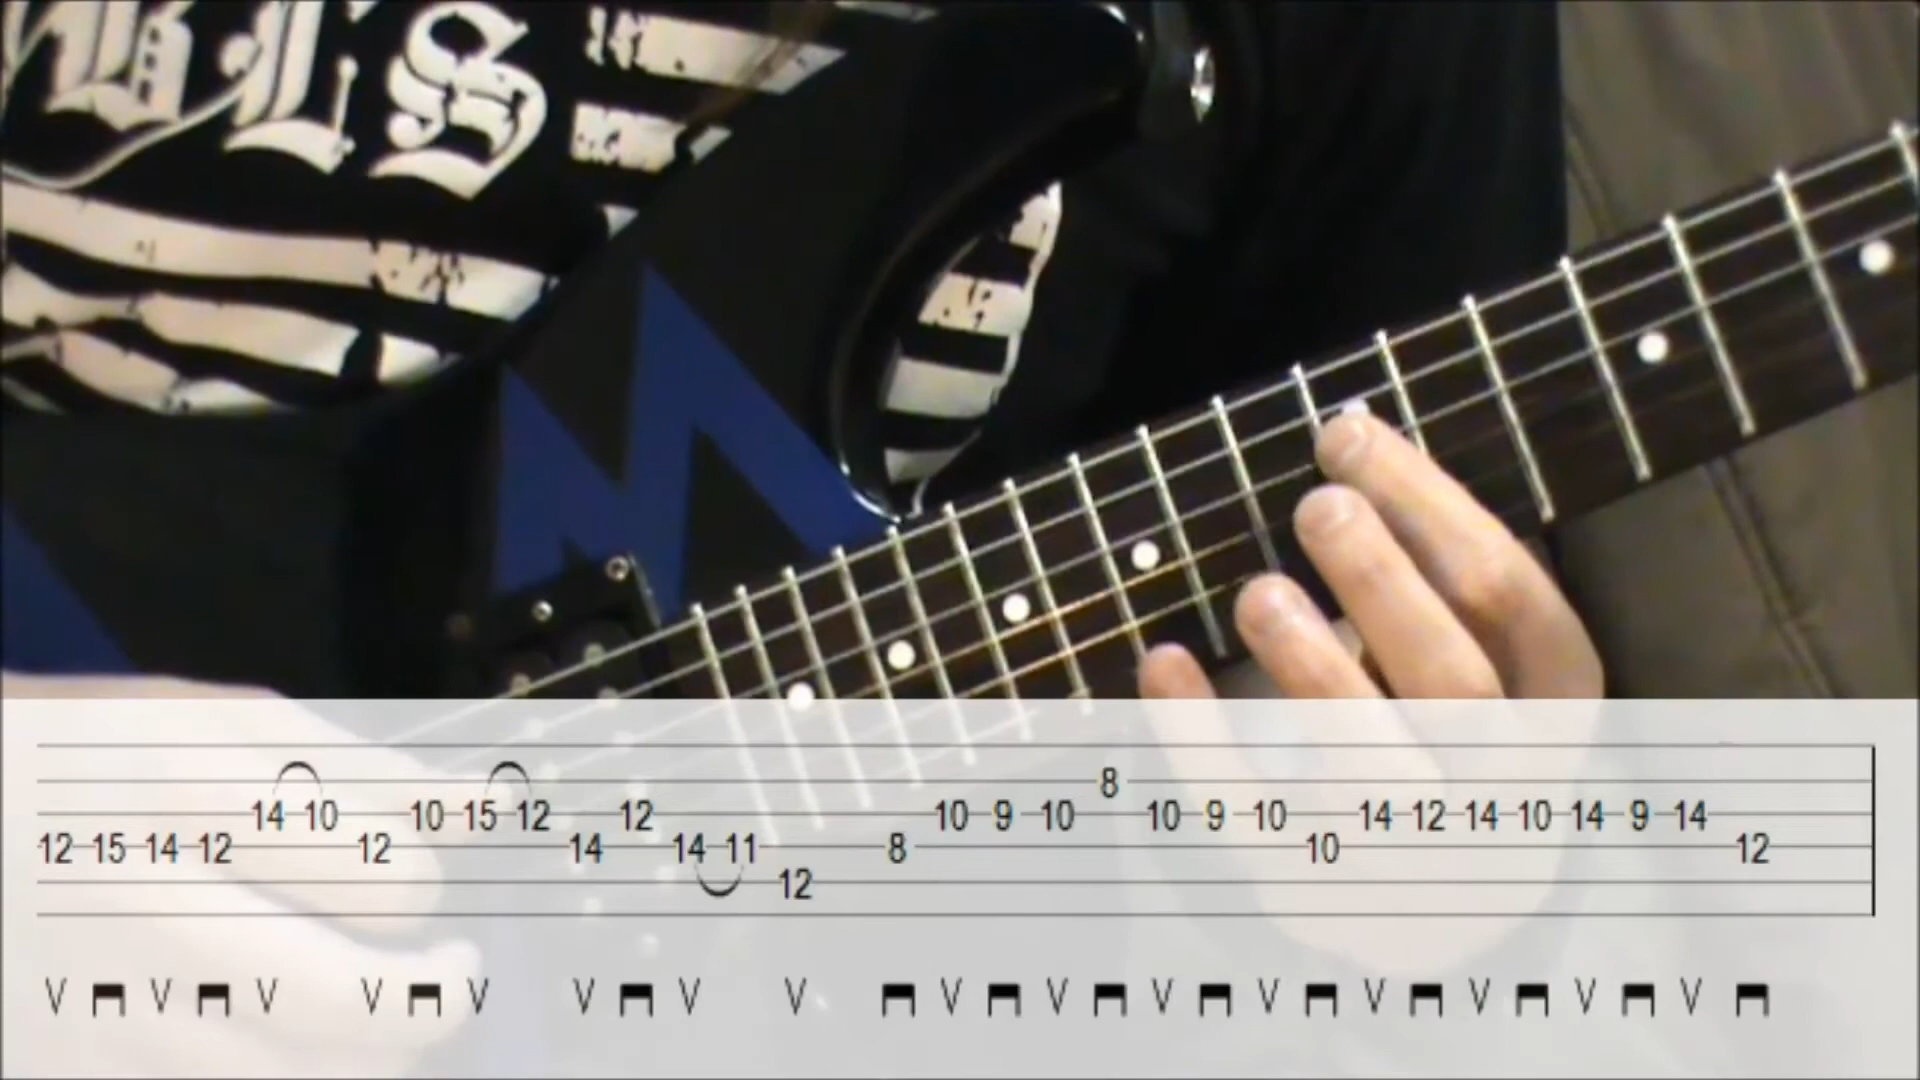 BLS
8
14 10 10 15 12 12 10 9 10 10 9 10 14 12 14 10 14 9 14
12 15 14 12 12 14 14 11 8 10 12
12
V V V V V V V V V V V V V V V